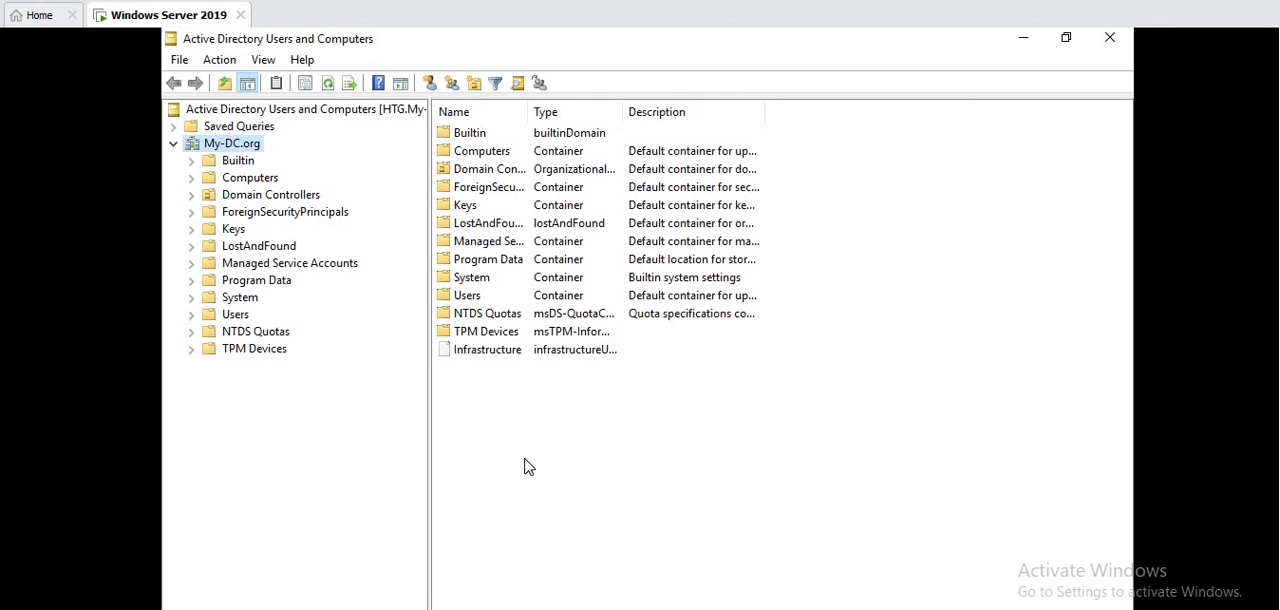 Home
Windows Server 2019
Active Directory Users and Computers
File Action View Help
Active Directory Users and Computers [HTG.My-
Saved Queries
My-DC.org
Builtin
Computers
Domain Controllers
ForeignSecurityPrincipals
Keys
LostAndFound
Managed Service Accounts
Program Data
System
Users
NTDS Quotas
TPM Devices
Name Type Description
Builtin builtinDomain
Computers Container Default container for up...
Domain Con... Organizational... Default container for do...
ForeignSecu... Container Default container for sec...
Keys Container Default container for ke...
LostAndFou... lostAndFound Default container for or...
Managed Se... Container Default container for ma...
Program Data Container Default location for stor...
System Container Builtin system settings
Users Container Default container for up...
NTDS Quotas msDS-QuotaC... Quota specifications co...
TPM Devices msTPM-Infor...
Infrastructure infrastructureU...
Activate Windows
Go to Settings to activate Windows.